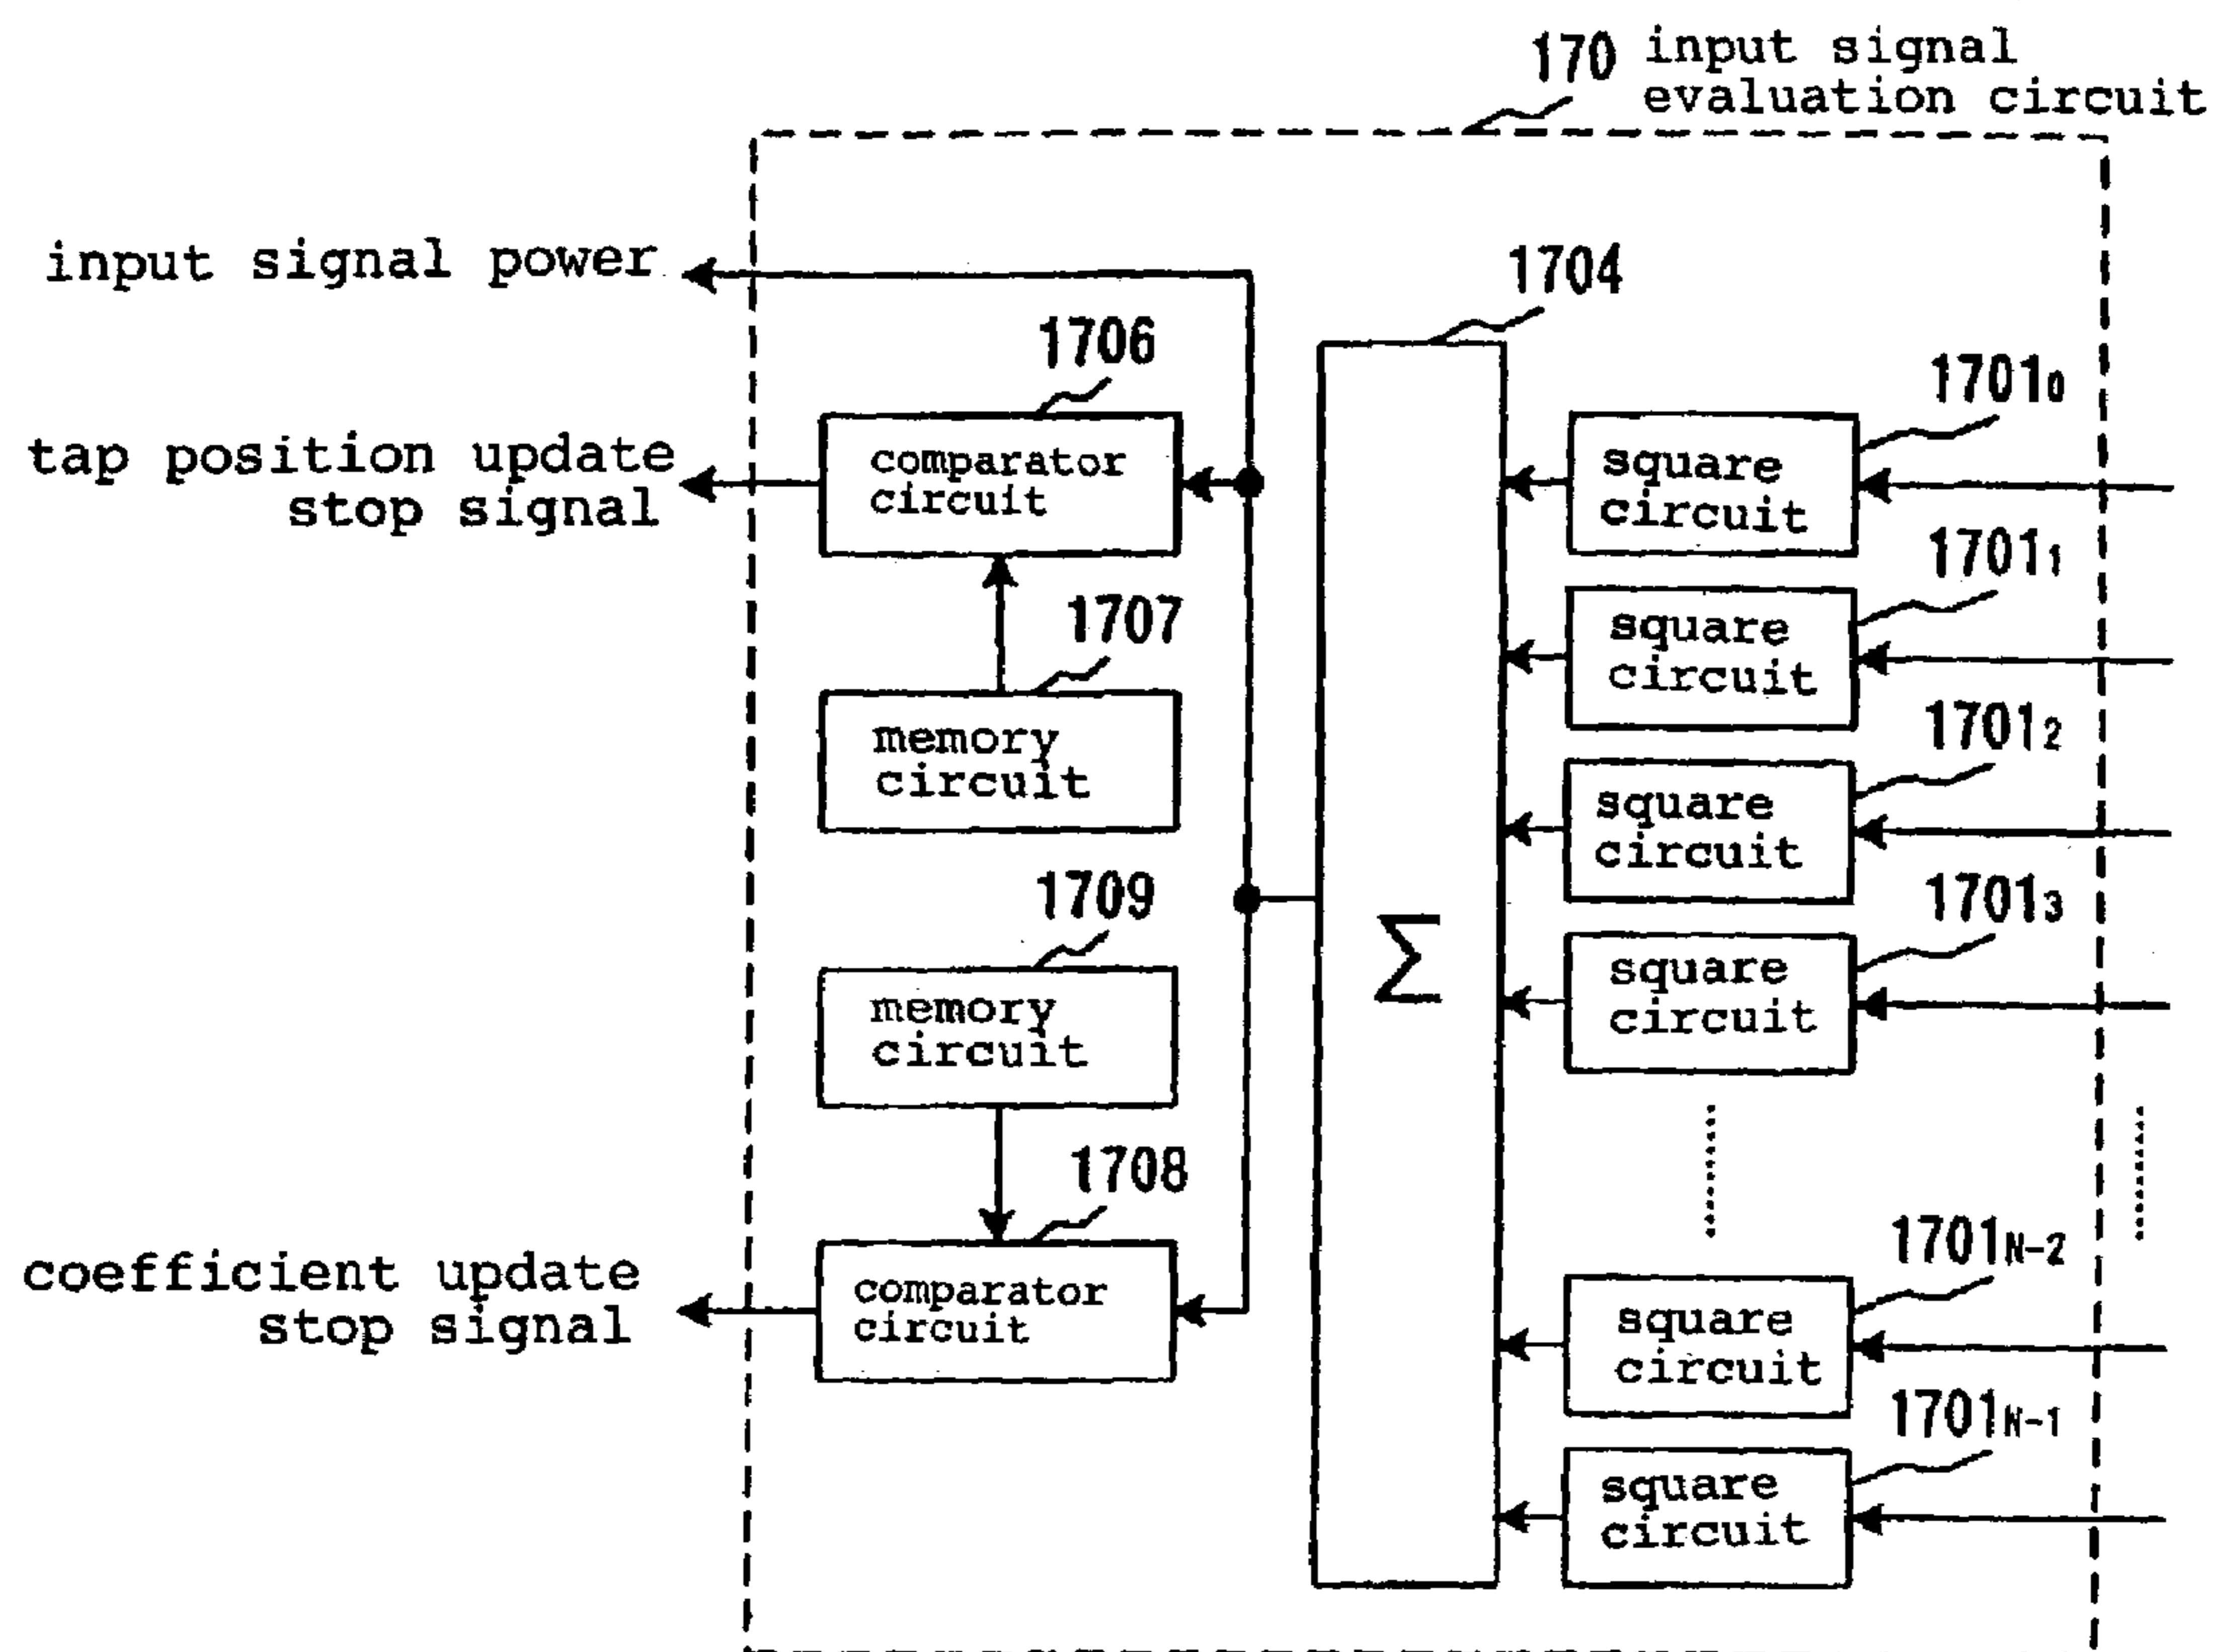 170 input signal
evaluation circuit
input signal power
1704
1706
1701₀
tap position update
stop signal
comparator
circuit
square
circuit
1701₁
1707
square
circuit
memory
circuit
1701₂
square
circuit
1709
1701₃
Σ
memory
circuit
square
circuit
1708
1701N-2
coefficient update
stop signal
comparator
circuit
square
circuit
1701N-1
square
circuit